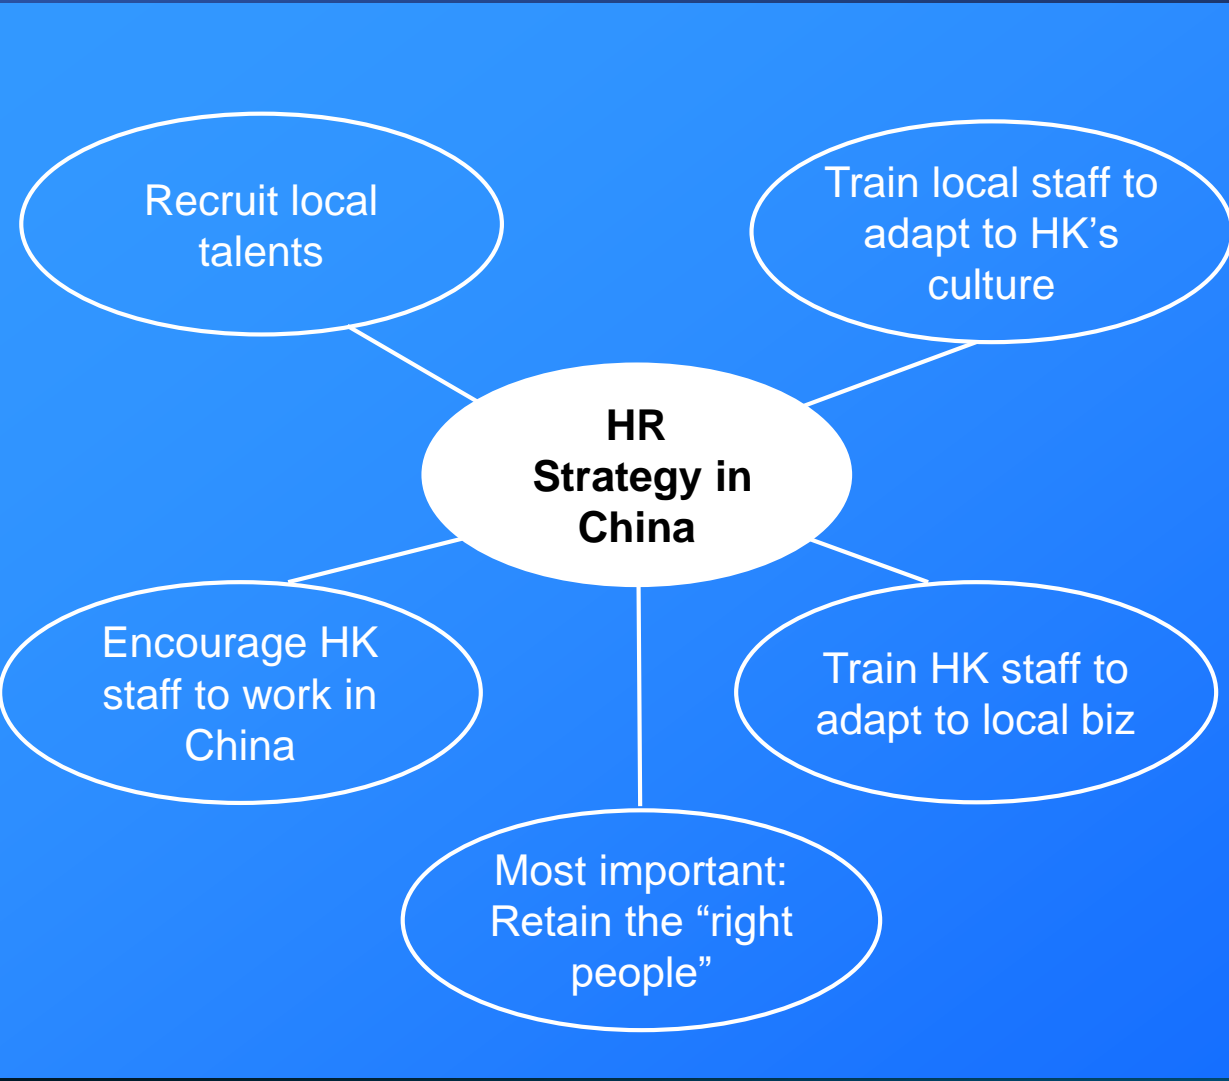 Recruit local
talents
Train local staff to
adapt to HK’s
culture
HR
Strategy in
China
Encourage HK
staff to work in
China
Train HK staff to
adapt to local biz
Most important:
Retain the “right
people”